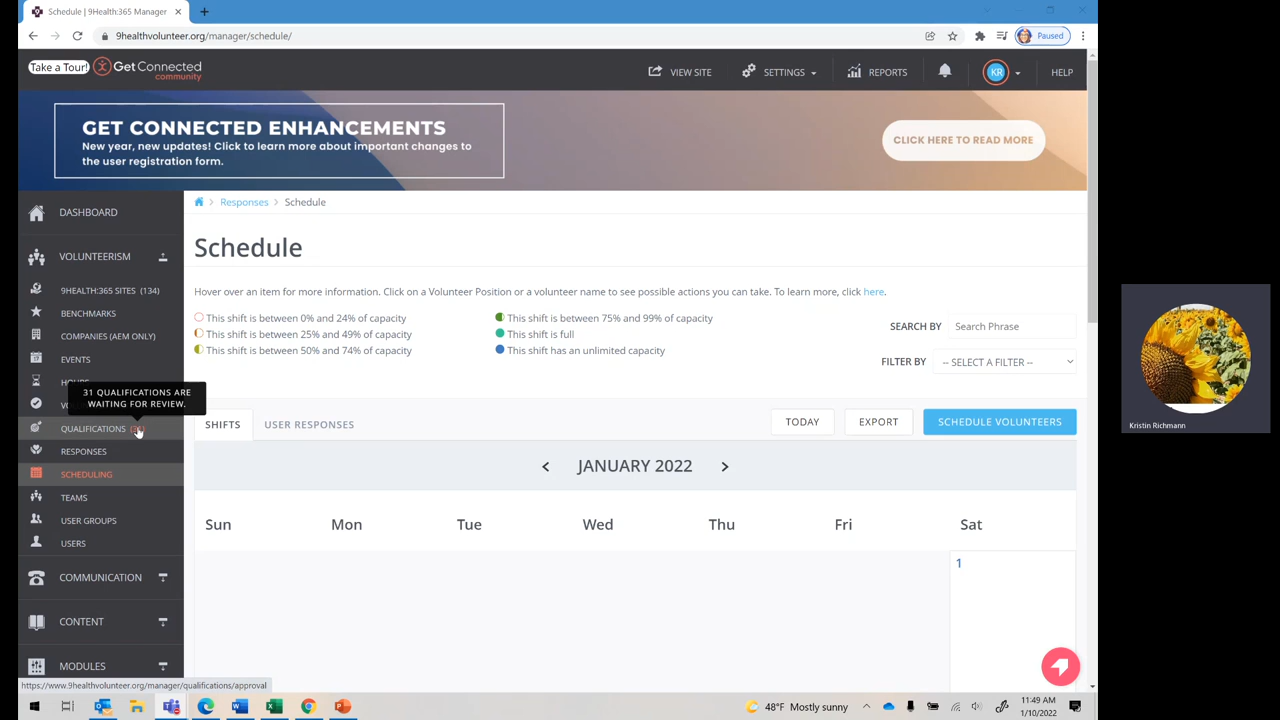 Schedule | 9Health:365 Manager
9healthvolunteer.org/manager/schedule/
Paused
Take a Tour!
GetConnected
community
VIEW SITE
SETTINGS
REPORTS
KR
HELP
GET CONNECTED ENHANCEMENTS
New year, new updates! Click to learn more about important changes to
the user registration form.
CLICK HERE TO READ MORE
DASHBOARD
VOLUNTEERISM
9HEALTH:365 SITES (134)
BENCHMARKS
COMPANIES (AEM ONLY)
EVENTS
31 QUALIFICATIONS ARE
WAITING FOR REVIEW.
QUALIFICATIONS
RESPONSES
SCHEDULING
TEAMS
USER GROUPS
USERS
COMMUNICATION
CONTENT
MODULES
https://www.9healthvolunteer.org/manager/qualifications/approval
> Responses > Schedule
Schedule
Hover over an item for more information. Click on a Volunteer Position or a volunteer name to see possible actions you can take. To learn more, click here.
This shift is between 0% and 24% of capacity
This shift is between 25% and 49% of capacity
This shift is between 50% and 74% of capacity
This shift is between 75% and 99% of capacity
This shift is full
This shift has an unlimited capacity
SEARCH BY Search Phrase
FILTER BY -- SELECT A FILTER --
SHIFTS
USER RESPONSES
TODAY
EXPORT
SCHEDULE VOLUNTEERS
< JANUARY 2022 >
Sun Mon Tue Wed Thu Fri Sat
1
48°F Mostly sunny
11:49 AM
1/10/2022
Kristin Richmann